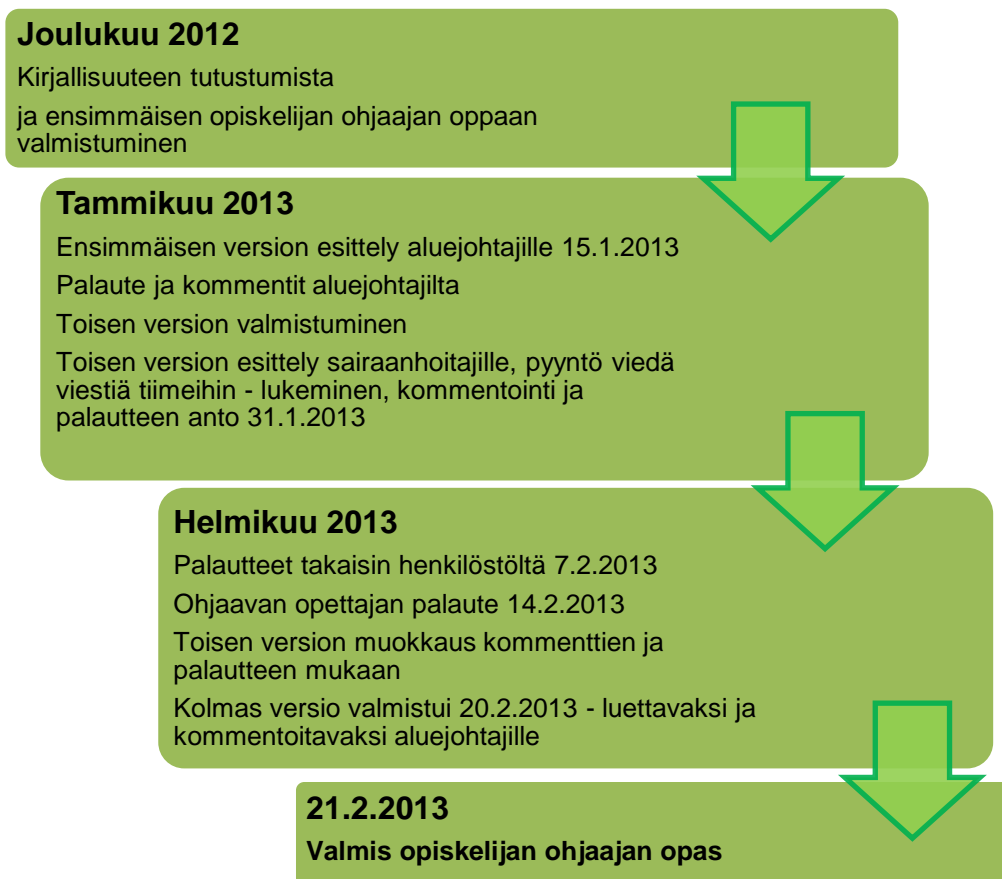 Joulukuu 2012
Kirjallisuuteen tutustumista
ja ensimmäisen opiskelijan ohjaajan oppaan
valmistuminen
Tammikuu 2013
Ensimmäisen version esittely aluejohtajille 15.1.2013
Palaute ja kommentit aluejohtajilta
Toisen version valmistuminen
Toisen version esittely sairaanhoitajille, pyyntö viedä
viestiä tiimeihin - lukeminen, kommentointi ja
palautteen anto 31.1.2013
Helmikuu 2013
Palautteet takaisin henkilöstöltä 7.2.2013
Ohjaavan opettajan palaute 14.2.2013
Toisen version muokkaus kommenttien ja
palautteen mukaan
Kolmas versio valmistui 20.2.2013 - luettavaksi ja
kommentoitavaksi aluejohtajille
21.2.2013
Valmis opiskelijan ohjaajan opas